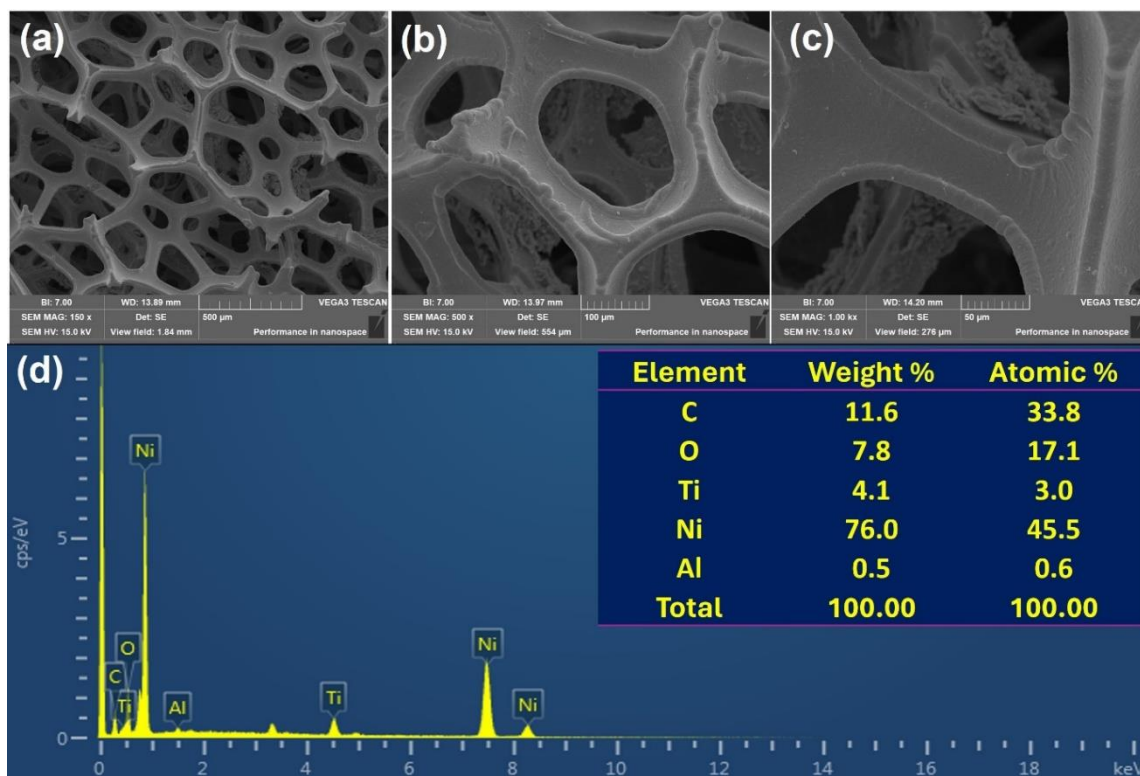 (a)
BI: 7.00 WD: 13.89 mm VEGA3 TESCAN
SEM MAG: 150 x Det: SE 500 µm
SEM HV: 15.0 kV View field: 1.84 mm Performance in nanospace
(b)
BI: 7.00 WD: 13.97 mm VEGA3 TESCAN
SEM MAG: 500 x Det: SE 100 µm
SEM HV: 15.0 kV View field: 554 µm Performance in nanospace
(c)
BI: 7.00 WD: 14.20 mm VEGA3 TESCAN
SEM MAG: 1.00 kx Det: SE 50 µm
SEM HV: 15.0 kV View field: 276 µm Performance in nanospace
(d)
Element Weight % Atomic %
C 11.6 33.8
O 7.8 17.1
Ti 4.1 3.0
Ni 76.0 45.5
Al 0.5 0.6
Total 100.00 100.00
Ni
5
cps/eV
O
C
Ti
Al
Ti
Ni
Ni
0
0 2 4 6 8 10 12 14 16 18 keV